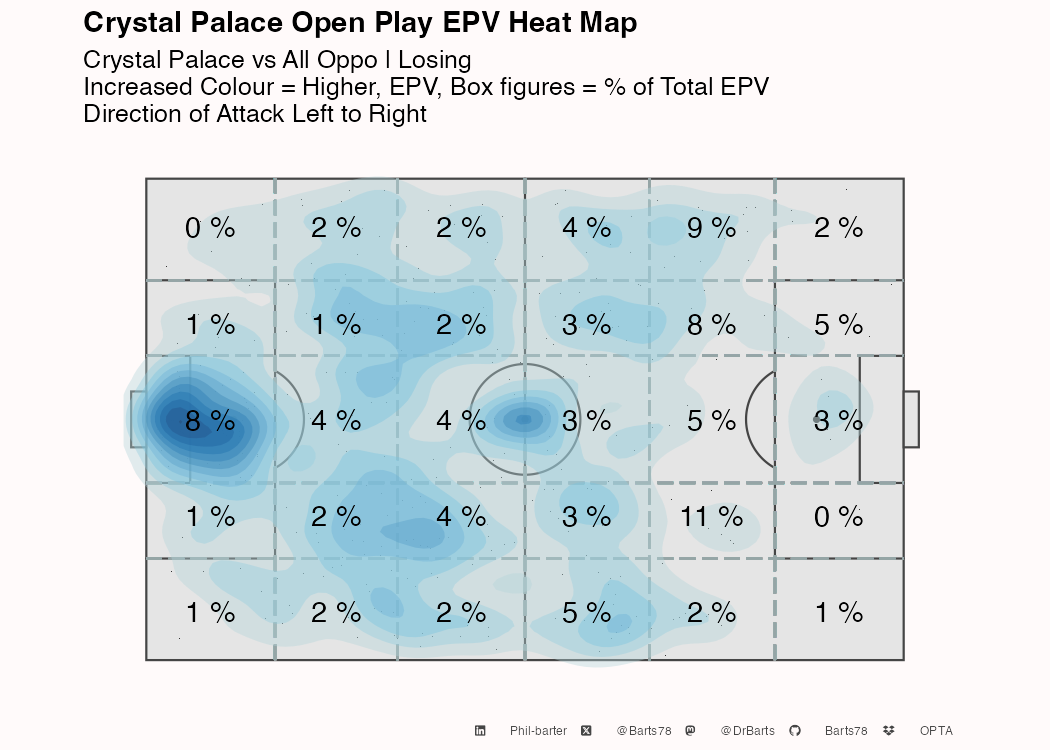 Crystal Palace Open Play EPV Heat Map
Crystal Palace vs All Oppo | Losing
Increased Colour = Higher, EPV, Box figures = % of Total EPV
Direction of Attack Left to Right
0 % 2 % 2 % 4 % 9 % 2 %
1 % 1 % 2 % 3 % 8 % 5 %
8 % 4 % 4 % 3 % 5 % 3 %
1 % 2 % 4 % 3 % 11 % 0 %
1 % 2 % 2 % 5 % 2 % 1 %
Phil-barter @Barts78 @DrBarts Barts78 OPTA